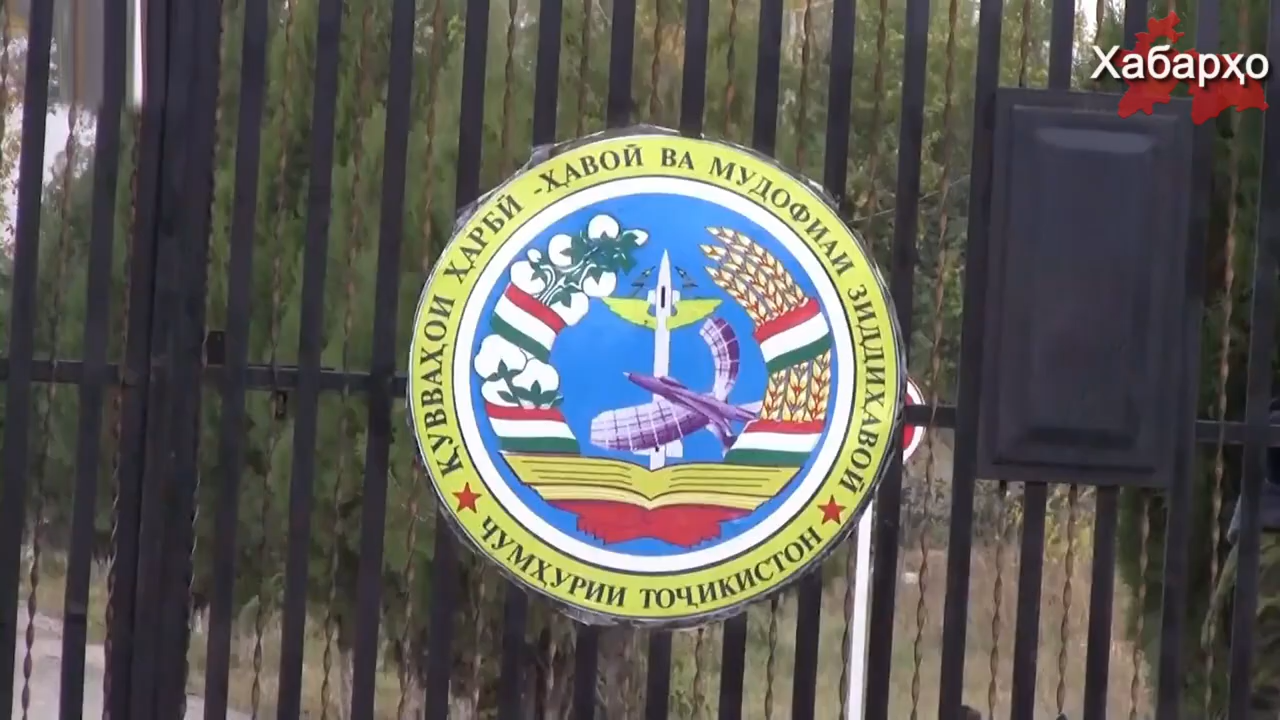 Хабарҳо
ҚУВВАҲОИ ҲАРБӢ -ҲАВОӢ ВА МУДОФИАИ ЗИДДИҲАВОӢ
ҶУМҲУРИИ ТОҶИКИСТОН